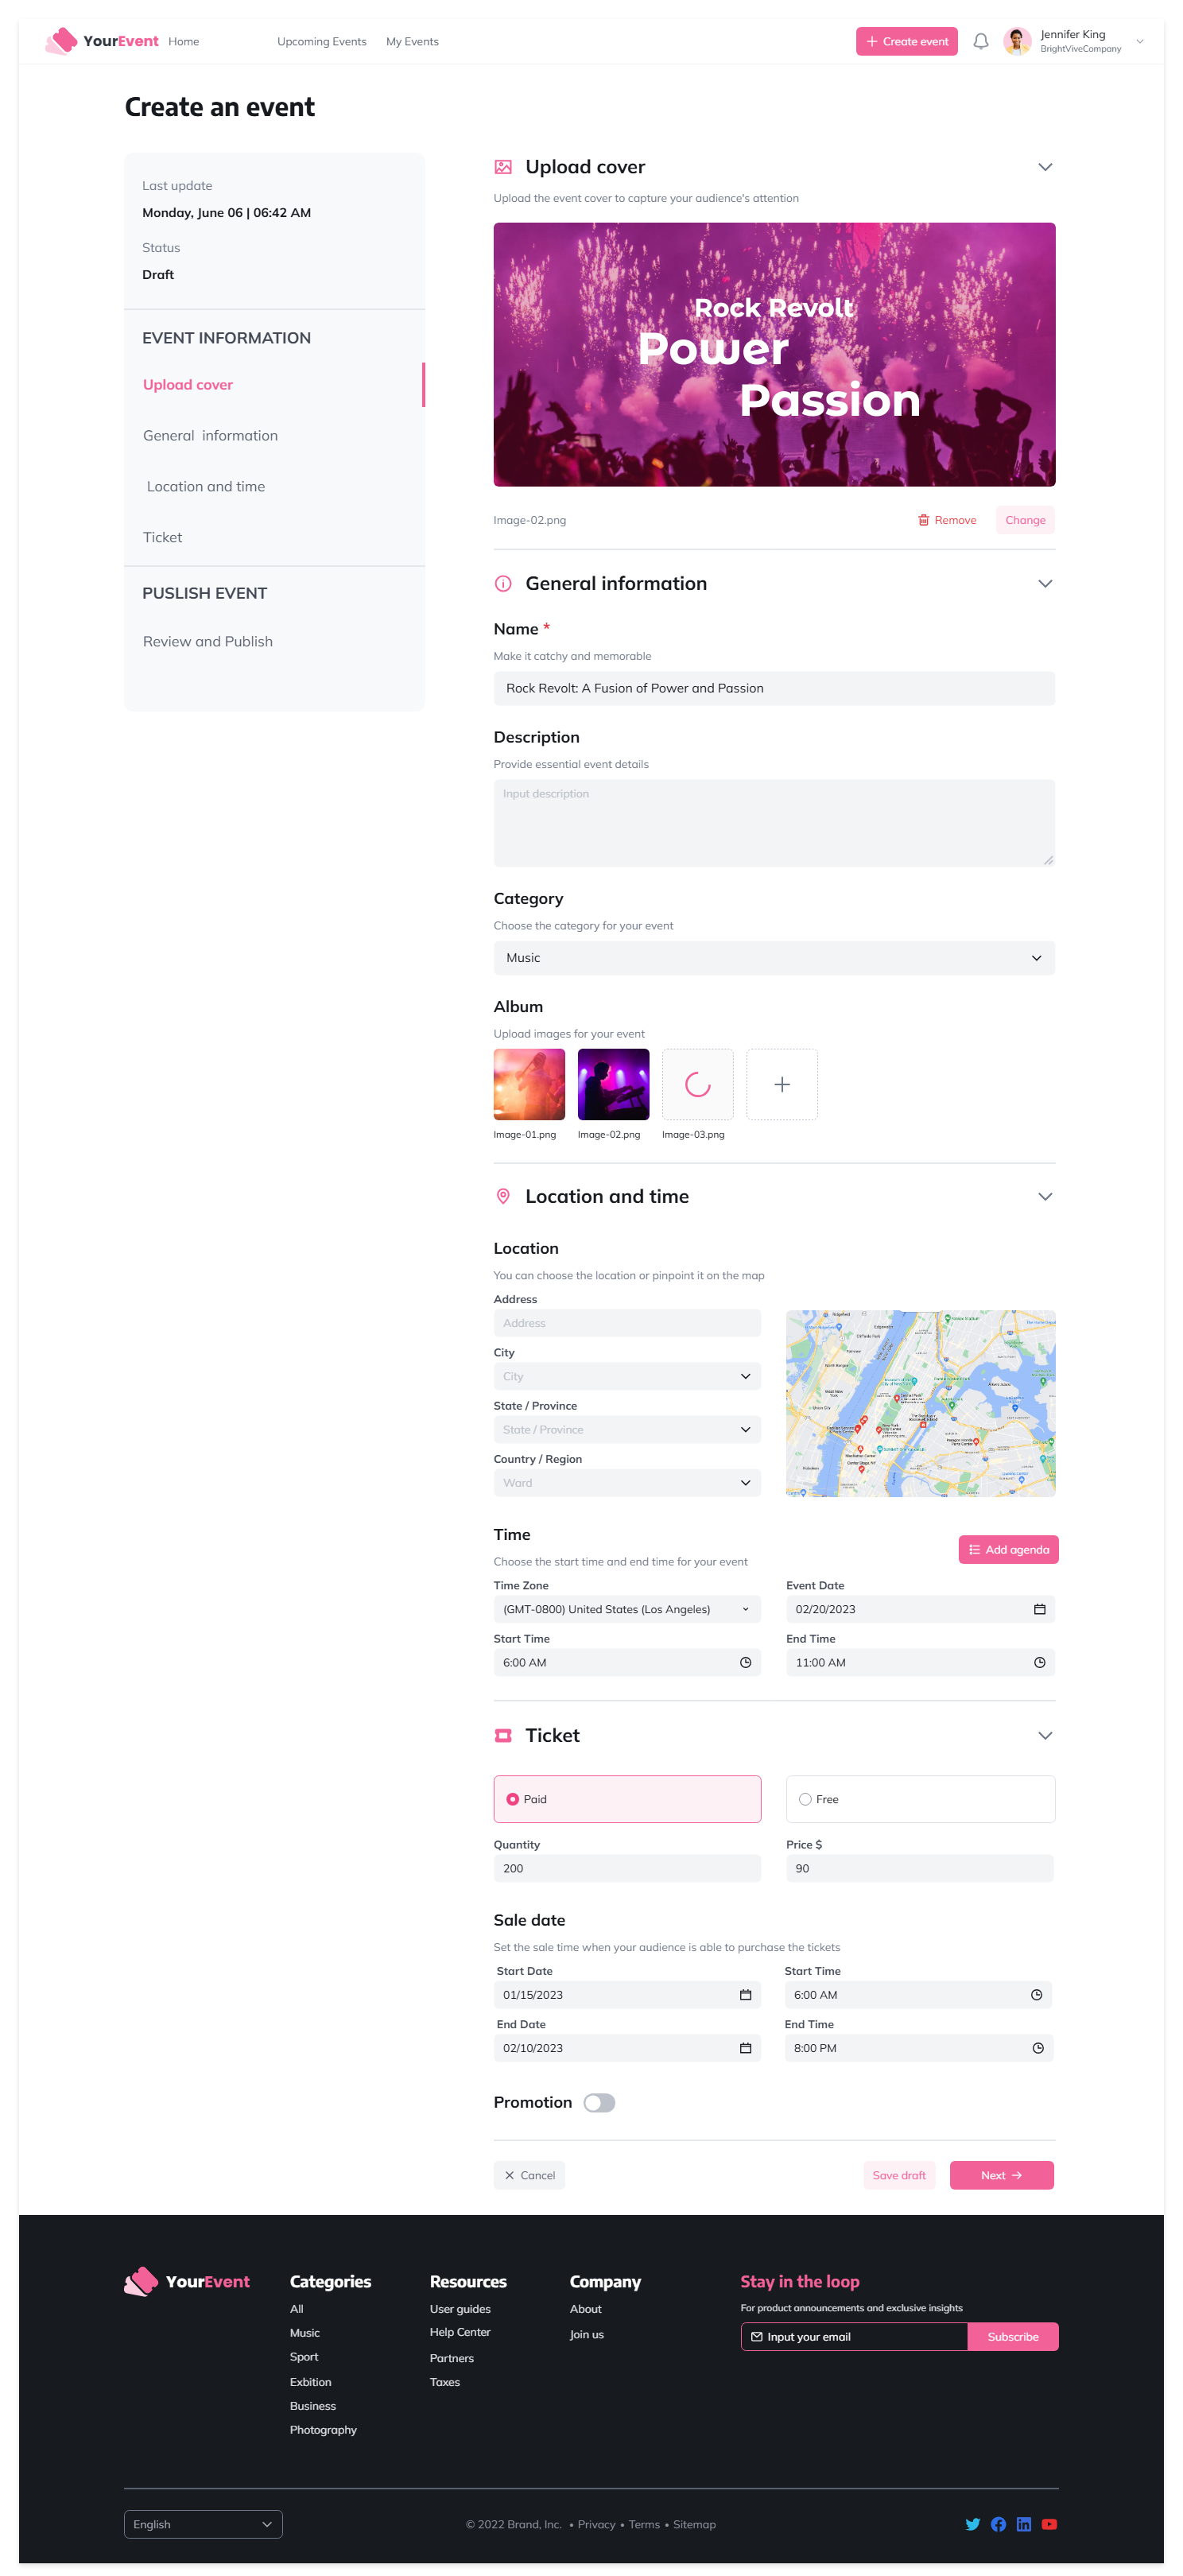 YourEvent Home Upcoming Events My Events Create event Jennifer King
BrightViveCompany
Create an event
Last update
Monday, June 06 | 06:42 AM
Status
Draft
EVENT INFORMATION
Upload cover
General information
Location and time
Ticket
PUSLISH EVENT
Review and Publish
Upload cover
Upload the event cover to capture your audience's attention
Rock Revolt
Power
Passion
Image-02.png Remove Change
General information
Name *
Make it catchy and memorable
Rock Revolt: A Fusion of Power and Passion
Description
Provide essential event details
Input description
Category
Choose the category for your event
Music
Album
Upload images for your event
Image-01.png Image-02.png Image-03.png
Location and time
Location
You can choose the location or pinpoint it on the map
Address
Address
City
City
State / Province
State / Province
Country / Region
Ward
Time
Choose the start time and end time for your event
Add agenda
Time Zone Event Date
(GMT-0800) United States (Los Angeles) 02/20/2023
Start Time End Time
6:00 AM 11:00 AM
Ticket
Paid Free
Quantity Price $
200 90
Sale date
Set the sale time when your audience is able to purchase the tickets
Start Date Start Time
01/15/2023 6:00 AM
End Date End Time
02/10/2023 8:00 PM
Promotion
Cancel Save draft Next
YourEvent
Categories
All
Music
Sport
Exbition
Business
Photography
Resources
User guides
Help Center
Partners
Taxes
Company
About
Join us
Stay in the loop
For product announcements and exclusive insights
Input your email Subscribe
English © 2022 Brand, Inc. • Privacy • Terms • Sitemap